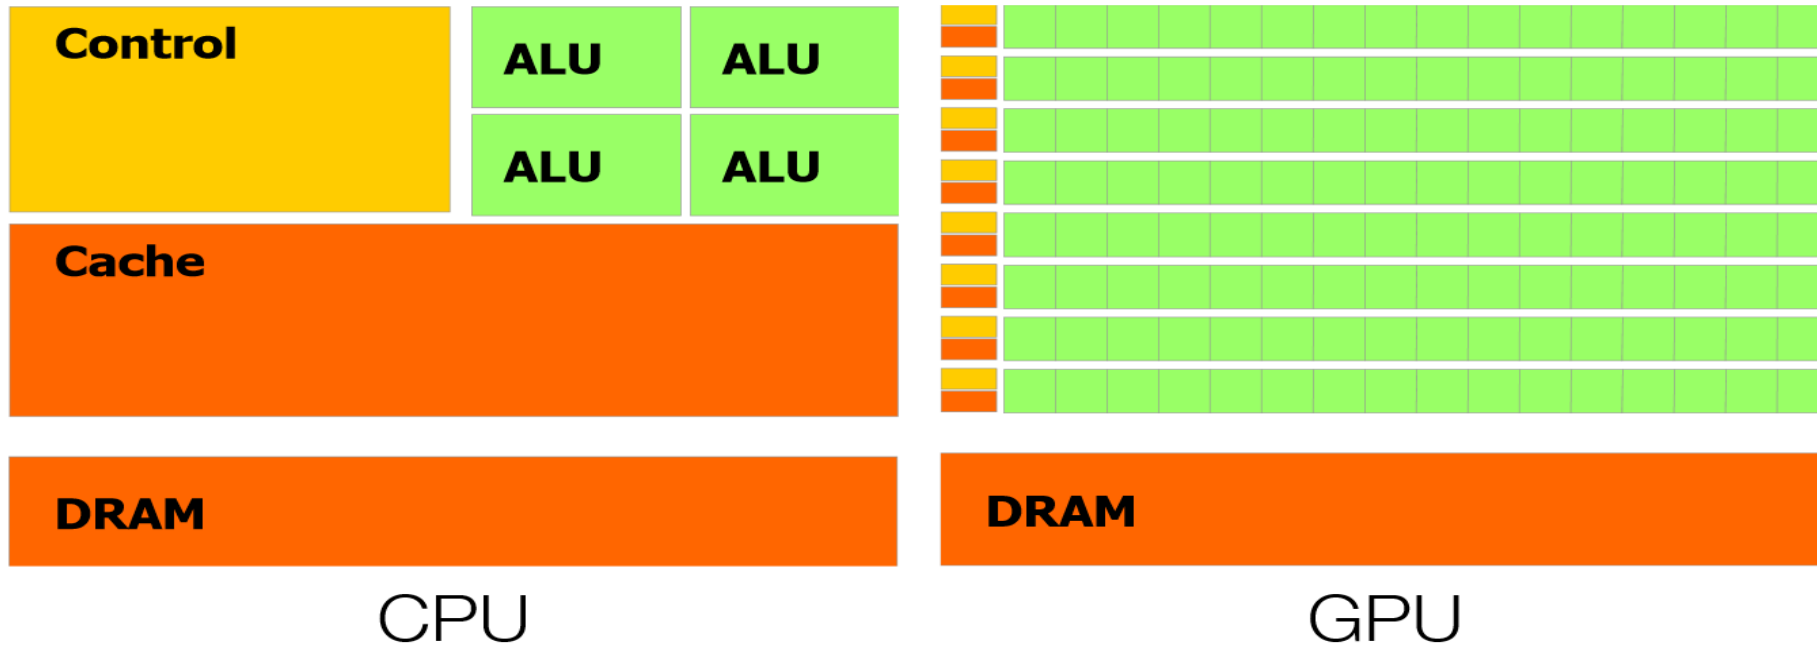 Control
ALU ALU
ALU ALU
Cache
DRAM
CPU
DRAM
GPU